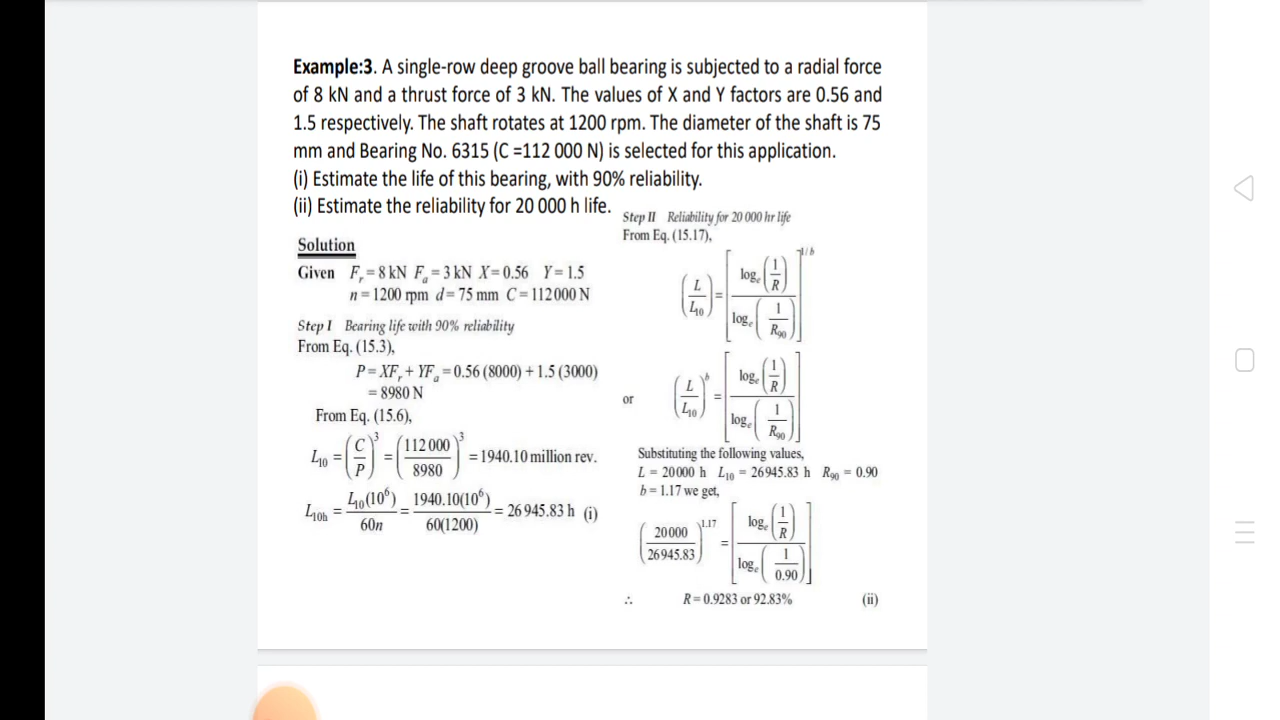 Example:3. A single-row deep groove ball bearing is subjected to a radial force
of 8 kN and a thrust force of 3 kN. The values of X and Y factors are 0.56 and
1.5 respectively. The shaft rotates at 1200 rpm. The diameter of the shaft is 75
mm and Bearing No. 6315 (C =112 000 N) is selected for this application.
(i) Estimate the life of this bearing, with 90% reliability.
(ii) Estimate the reliability for 20 000 h life.
Solution
Given F_r = 8 kN F_a = 3 kN X = 0.56 Y = 1.5
n = 1200 rpm d = 75 mm C = 112 000 N
Step I Bearing life with 90% reliability
From Eq. (15.3),
P = XF_r + YF_a = 0.56 (8000) + 1.5 (3000)
= 8980 N
From Eq. (15.6),
L_10 = (C/P)^3 = (112 000/8980)^3 = 1940.10 million rev.
L_10h = L_10(10^6)/60n = 1940.10(10^6)/60(1200) = 26 945.83 h (i)
Step II Reliability for 20 000 hr life
From Eq. (15.17),
(L/L_10) = [log_e(1/R)/log_e(1/R_90)]^1/b
or (L/L_10)^b = [log_e(1/R)/log_e(1/R_90)]
Substituting the following values,
L = 20 000 h L_10 = 26 945.83 h R_90 = 0.90
b = 1.17 we get,
(20 000/26 945.83)^1.17 = [log_e(1/R)/log_e(1/0.90)]
∴ R = 0.9283 or 92.83% (ii)